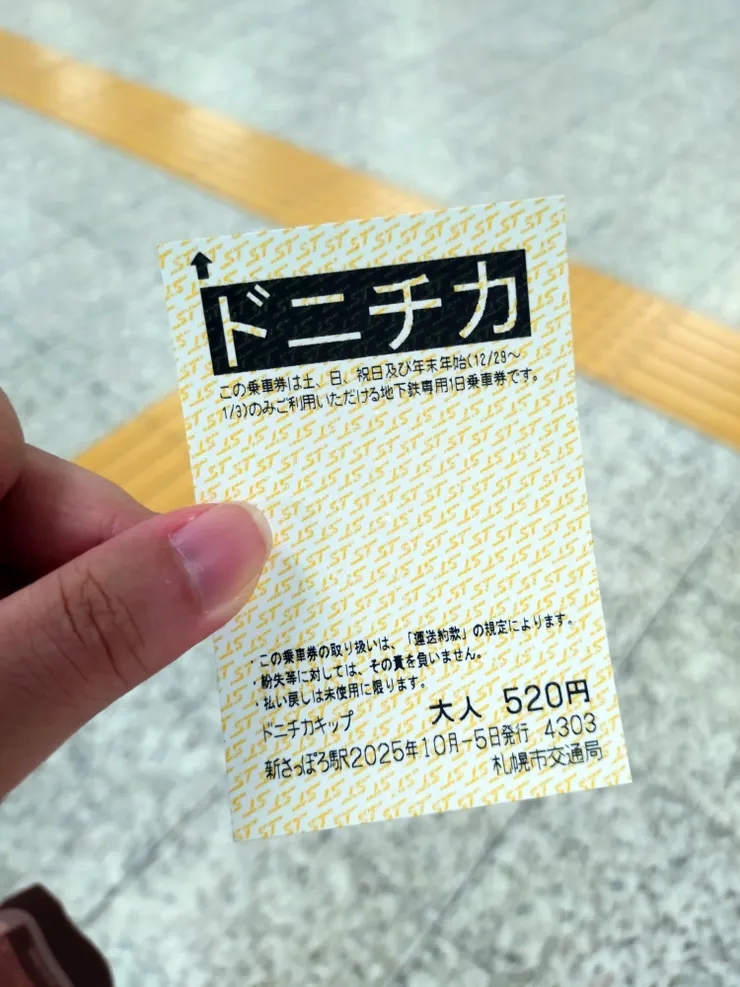 ドニチカ
この乗車券は土、日、祝日及び年末年始(12/29～
1/3)のみご利用いただける地下鉄専用1日乗車券です。
・この乗車券の取り扱いは、「運送約款」の規定によります。
・紛失等に対しては、その責を負いません。
・払い戻しは未使用に限ります。
ドニチカキップ 大人 520円
新さっぽろ駅2025年10月-5日発行 4303
札幌市交通局